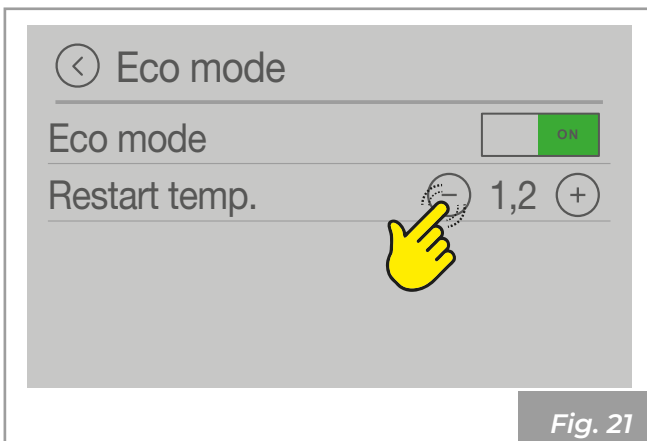 Eco mode
Eco mode ON
Restart temp. − 1,2 +
Fig. 21